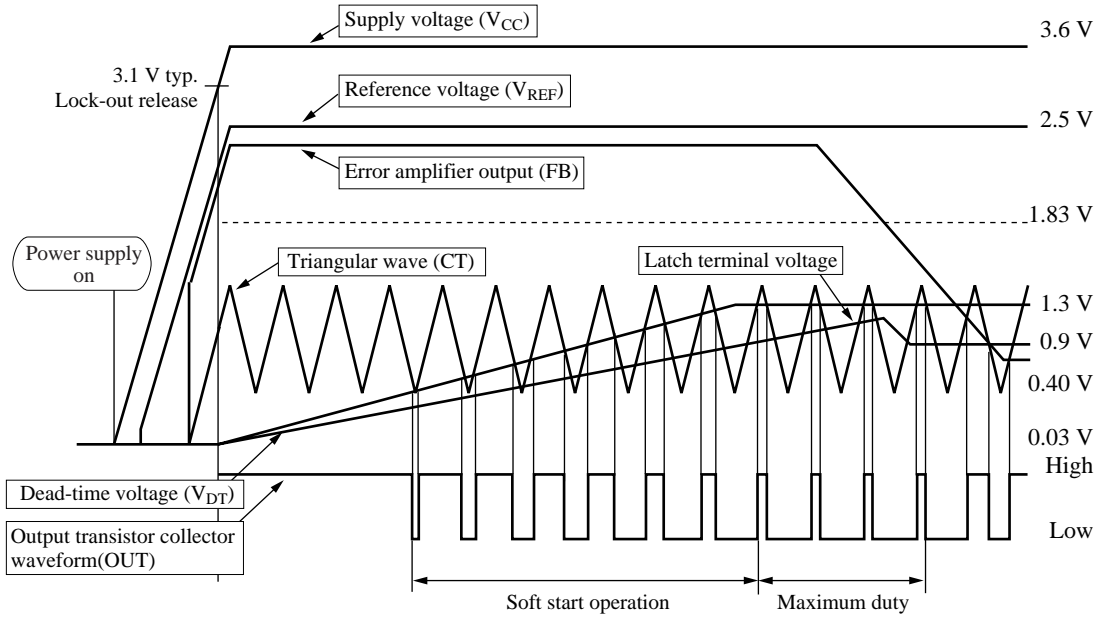 Supply voltage (VCC)
3.6 V
3.1 V typ.
Lock-out release
Reference voltage (VREF)
2.5 V
Error amplifier output (FB)
1.83 V
Power supply
on
Triangular wave (CT)
Latch terminal voltage
1.3 V
0.9 V
0.40 V
0.03 V
High
Dead-time voltage (VDT)
Output transistor collector
waveform(OUT)
Low
Soft start operation
Maximum duty